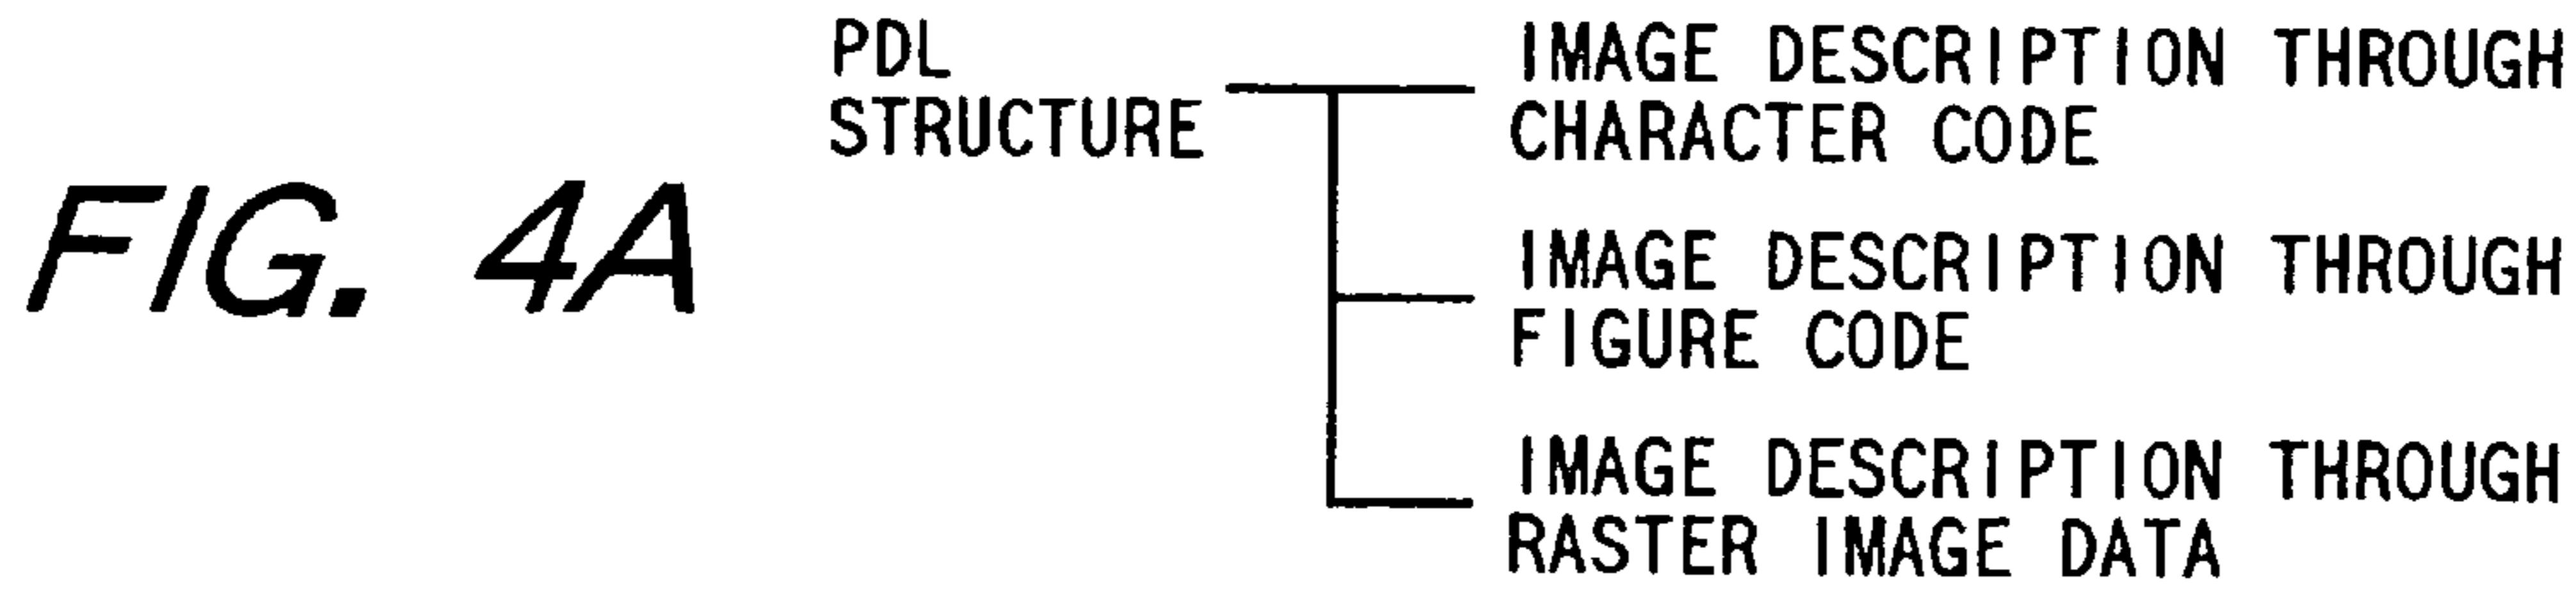 FIG. 4A
PDL
STRUCTURE
IMAGE DESCRIPTION THROUGH
CHARACTER CODE
IMAGE DESCRIPTION THROUGH
FIGURE CODE
IMAGE DESCRIPTION THROUGH
RASTER IMAGE DATA